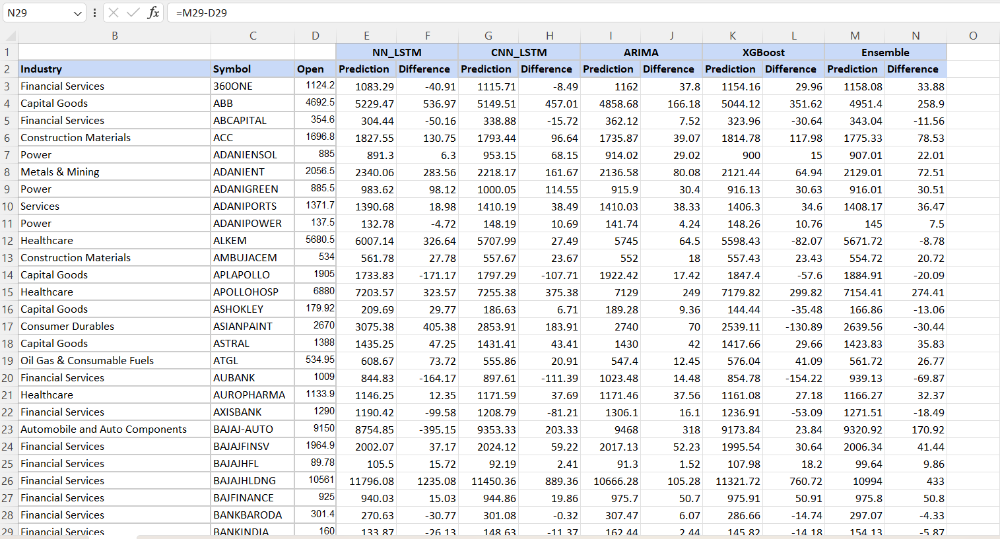 N29 fx =M29-D29
B C D E F G H I J K L M N O
1 NN_LSTM CNN_LSTM ARIMA XGBoost Ensemble
2 Industry Symbol Open Prediction Difference Prediction Difference Prediction Difference Prediction Difference Prediction Difference
3 Financial Services 360ONE 1124.2 1083.29 -40.91 1115.71 -8.49 1162 37.8 1154.16 29.96 1158.08 33.88
4 Capital Goods ABB 4692.5 5229.47 536.97 5149.51 457.01 4858.68 166.18 5044.12 351.62 4951.4 258.9
5 Financial Services ABCAPITAL 354.6 304.44 -50.16 338.88 -15.72 362.12 7.52 323.96 -30.64 343.04 -11.56
6 Construction Materials ACC 1696.8 1827.55 130.75 1793.44 96.64 1735.87 39.07 1814.78 117.98 1775.33 78.53
7 Power ADANIENSOL 885 891.3 6.3 953.15 68.15 914.02 29.02 900 15 907.01 22.01
8 Metals & Mining ADANIENT 2056.5 2340.06 283.56 2218.17 161.67 2136.58 80.08 2121.44 64.94 2129.01 72.51
9 Power ADANIGREEN 885.5 983.62 98.12 1000.05 114.55 915.9 30.4 916.13 30.63 916.01 30.51
10 Services ADANIPORTS 1371.7 1390.68 18.98 1410.19 38.49 1410.03 38.33 1406.3 34.6 1408.17 36.47
11 Power ADANIPOWER 137.5 132.78 -4.72 148.19 10.69 141.74 4.24 148.26 10.76 145 7.5
12 Healthcare ALKEM 5680.5 6007.14 326.64 5707.99 27.49 5745 64.5 5598.43 -82.07 5671.72 -8.78
13 Construction Materials AMBUJACEM 534 561.78 27.78 557.67 23.67 552 18 557.43 23.43 554.72 20.72
14 Capital Goods APLAPOLLO 1905 1733.83 -171.17 1797.29 -107.71 1922.42 17.42 1847.4 -57.6 1884.91 -20.09
15 Healthcare APOLLOHOSP 6880 7203.57 323.57 7255.38 375.38 7129 249 7179.82 299.82 7154.41 274.41
16 Capital Goods ASHOKLEY 179.92 209.69 29.77 186.63 6.71 189.28 9.36 144.44 -35.48 166.86 -13.06
17 Consumer Durables ASIANPAINT 2670 3075.38 405.38 2853.91 183.91 2740 70 2539.11 -130.89 2639.56 -30.44
18 Capital Goods ASTRAL 1388 1435.25 47.25 1431.41 43.41 1430 42 1417.66 29.66 1423.83 35.83
19 Oil Gas & Consumable Fuels ATGL 534.95 608.67 73.72 555.86 20.91 547.4 12.45 576.04 41.09 561.72 26.77
20 Financial Services AUBANK 1009 844.83 -164.17 897.61 -111.39 1023.48 14.48 854.78 -154.22 939.13 -69.87
21 Healthcare AUROPHARMA 1133.9 1146.25 12.35 1171.59 37.69 1171.46 37.56 1161.08 27.18 1166.27 32.37
22 Financial Services AXISBANK 1290 1190.42 -99.58 1208.79 -81.21 1306.1 16.1 1236.91 -53.09 1271.51 -18.49
23 Automobile and Auto Components BAJAJ-AUTO 9150 8754.85 -395.15 9353.33 203.33 9468 318 9173.84 23.84 9320.92 170.92
24 Financial Services BAJAJFINSV 1964.9 2002.07 37.17 2024.12 59.22 2017.13 52.23 1995.54 30.64 2006.34 41.44
25 Financial Services BAJAJHFL 89.78 105.5 15.72 92.19 2.41 91.3 1.52 107.98 18.2 99.64 9.86
26 Financial Services BAJAJHLDNG 10561 11796.08 1235.08 11450.36 889.36 10666.28 105.28 11321.72 760.72 10994 433
27 Financial Services BAJFINANCE 925 940.03 15.03 944.86 19.86 975.7 50.7 975.91 50.91 975.8 50.8
28 Financial Services BANKBARODA 301.4 270.63 -30.77 301.08 -0.32 307.47 6.07 286.66 -14.74 297.07 -4.33
29 Financial Services BANKINDIA 160 133.87 -26.13 148.63 -11.37 162.44 2.44 145.82 -14.18 154.13 -5.87